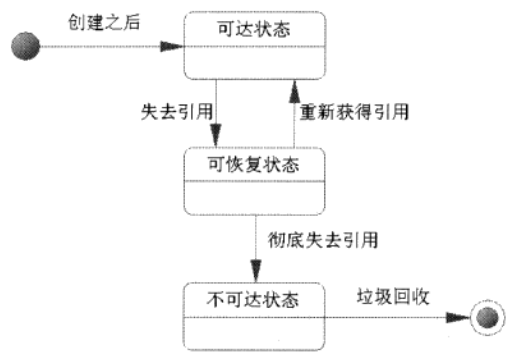 创建之后
可达状态
失去引用
重新获得引用
可恢复状态
彻底失去引用
不可达状态
垃圾回收